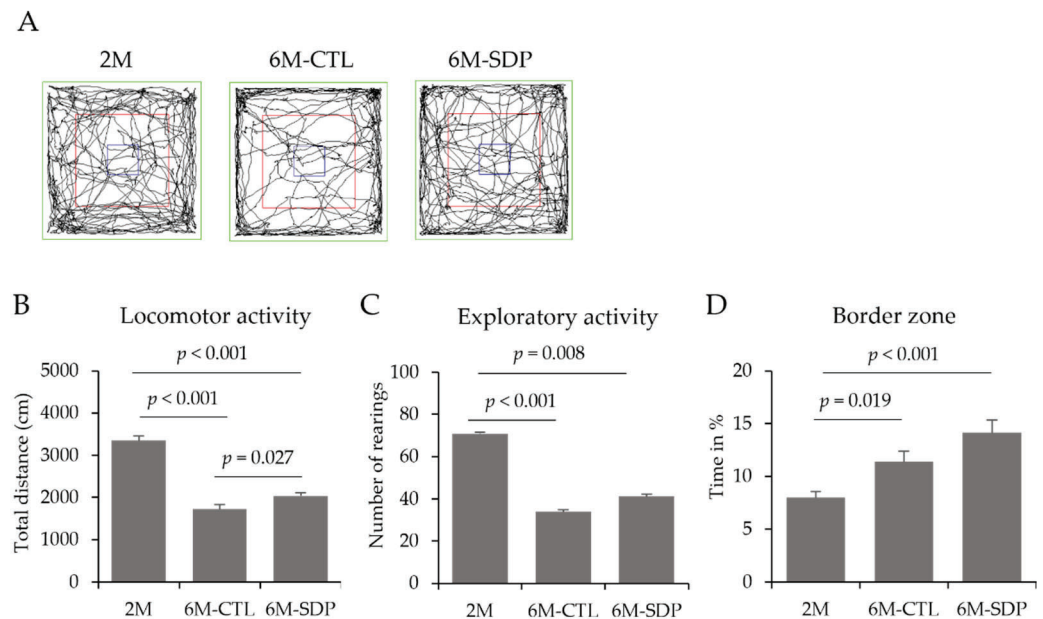 A
2M 6M-CTL 6M-SDP
B Locomotor activity
p < 0.001
p < 0.001
p = 0.027
Total distance (cm)
5000
4000
3000
2000
1000
0
2M 6M-CTL 6M-SDP
C Exploratory activity
p = 0.008
p < 0.001
Number of rearings
100
80
60
40
20
0
2M 6M-CTL 6M-SDP
D Border zone
p < 0.001
p = 0.019
Time in %
20
15
10
5
0
2M 6M-CTL 6M-SDP